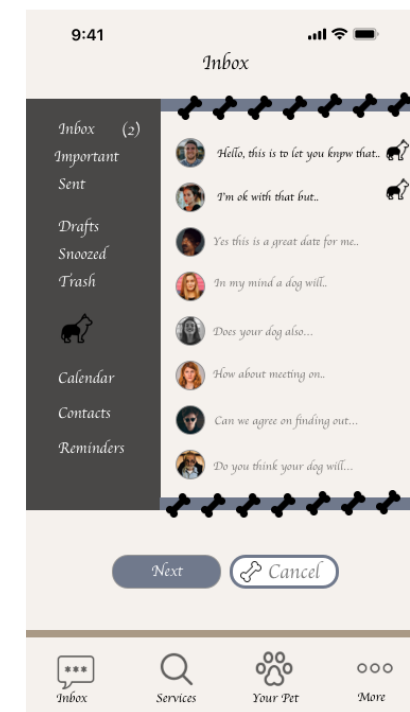 9:41
Inbox
Inbox (2)
Important
Sent
Drafts
Snoozed
Trash
Calendar
Contacts
Reminders
Hello, this is to let you knpw that..
I'm ok with that but..
Yes this is a great date for me..
In my mind a dog will..
Does your dog also...
How about meeting on..
Can we agree on finding out...
Do you think your dog will...
Next
Cancel
***
Inbox
Services
Your Pet
More